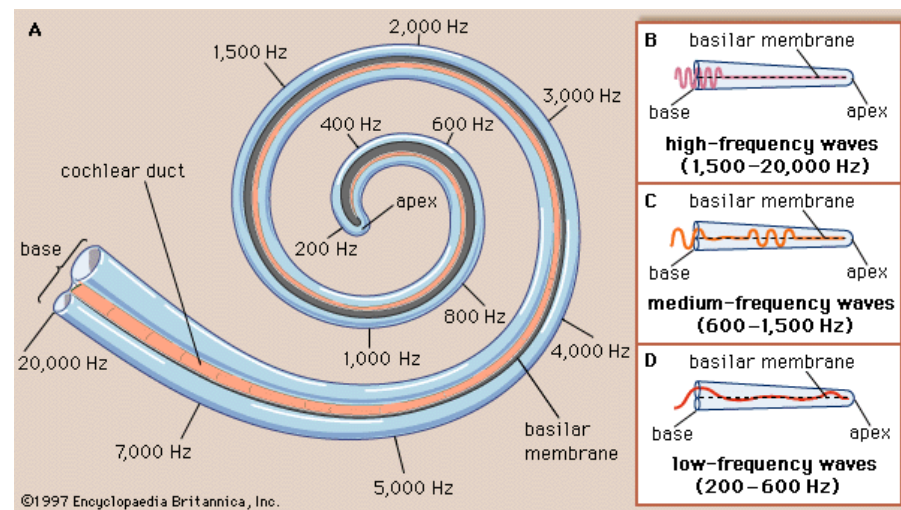 A
2,000 Hz
1,500 Hz
3,000 Hz
400 Hz
600 Hz
cochlear duct
apex
200 Hz
base
800 Hz
1,000 Hz
4,000 Hz
20,000 Hz
basilar
membrane
7,000 Hz
5,000 Hz
©1997 Encyclopaedia Britannica, Inc.
B
basilar membrane
base
apex
high-frequency waves
(1,500–20,000 Hz)
C
basilar membrane
base
apex
medium-frequency waves
(600–1,500 Hz)
D
basilar membrane
base
apex
low-frequency waves
(200–600 Hz)